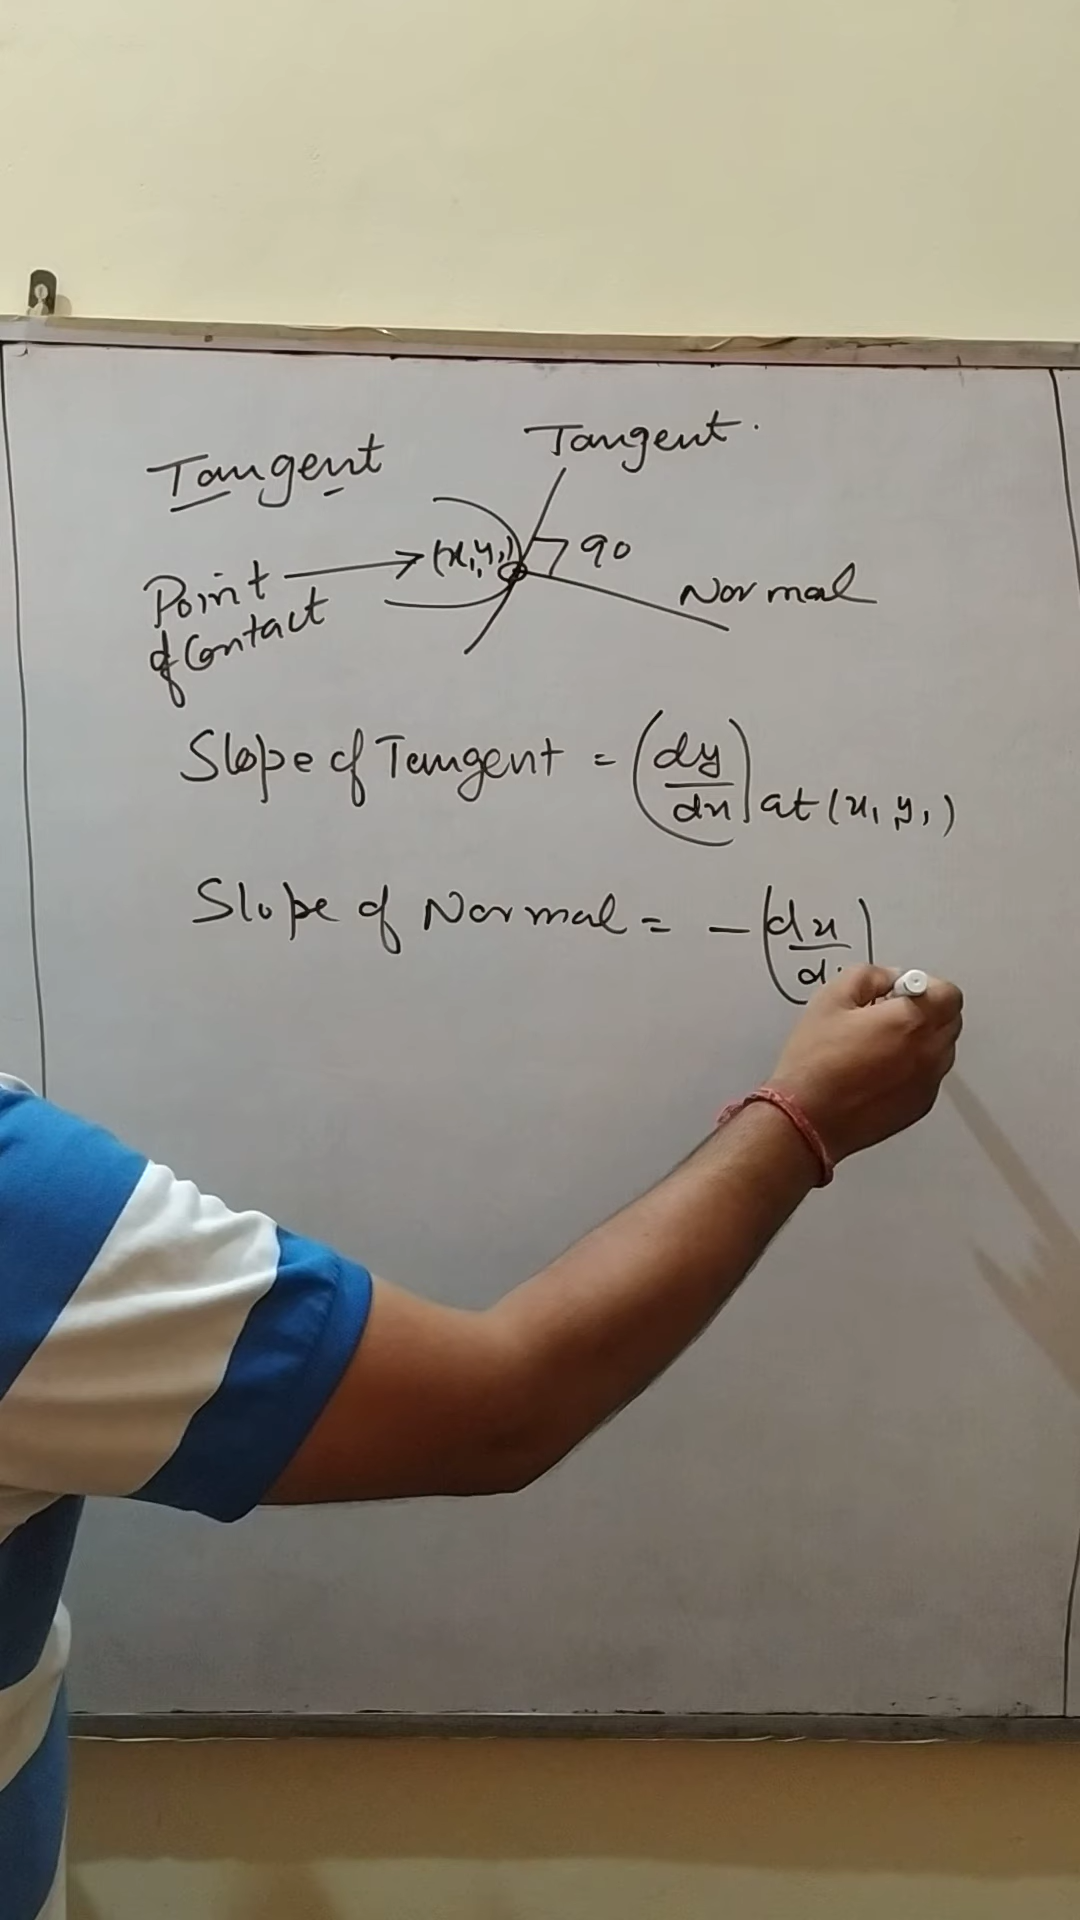 Tangent
Tangent.
(x₁, y₁)
90
Point
of Contact
Normal
Slope of Tangent = (dy/dx) at (x₁, y₁)
Slope of Normal = - (dx/d